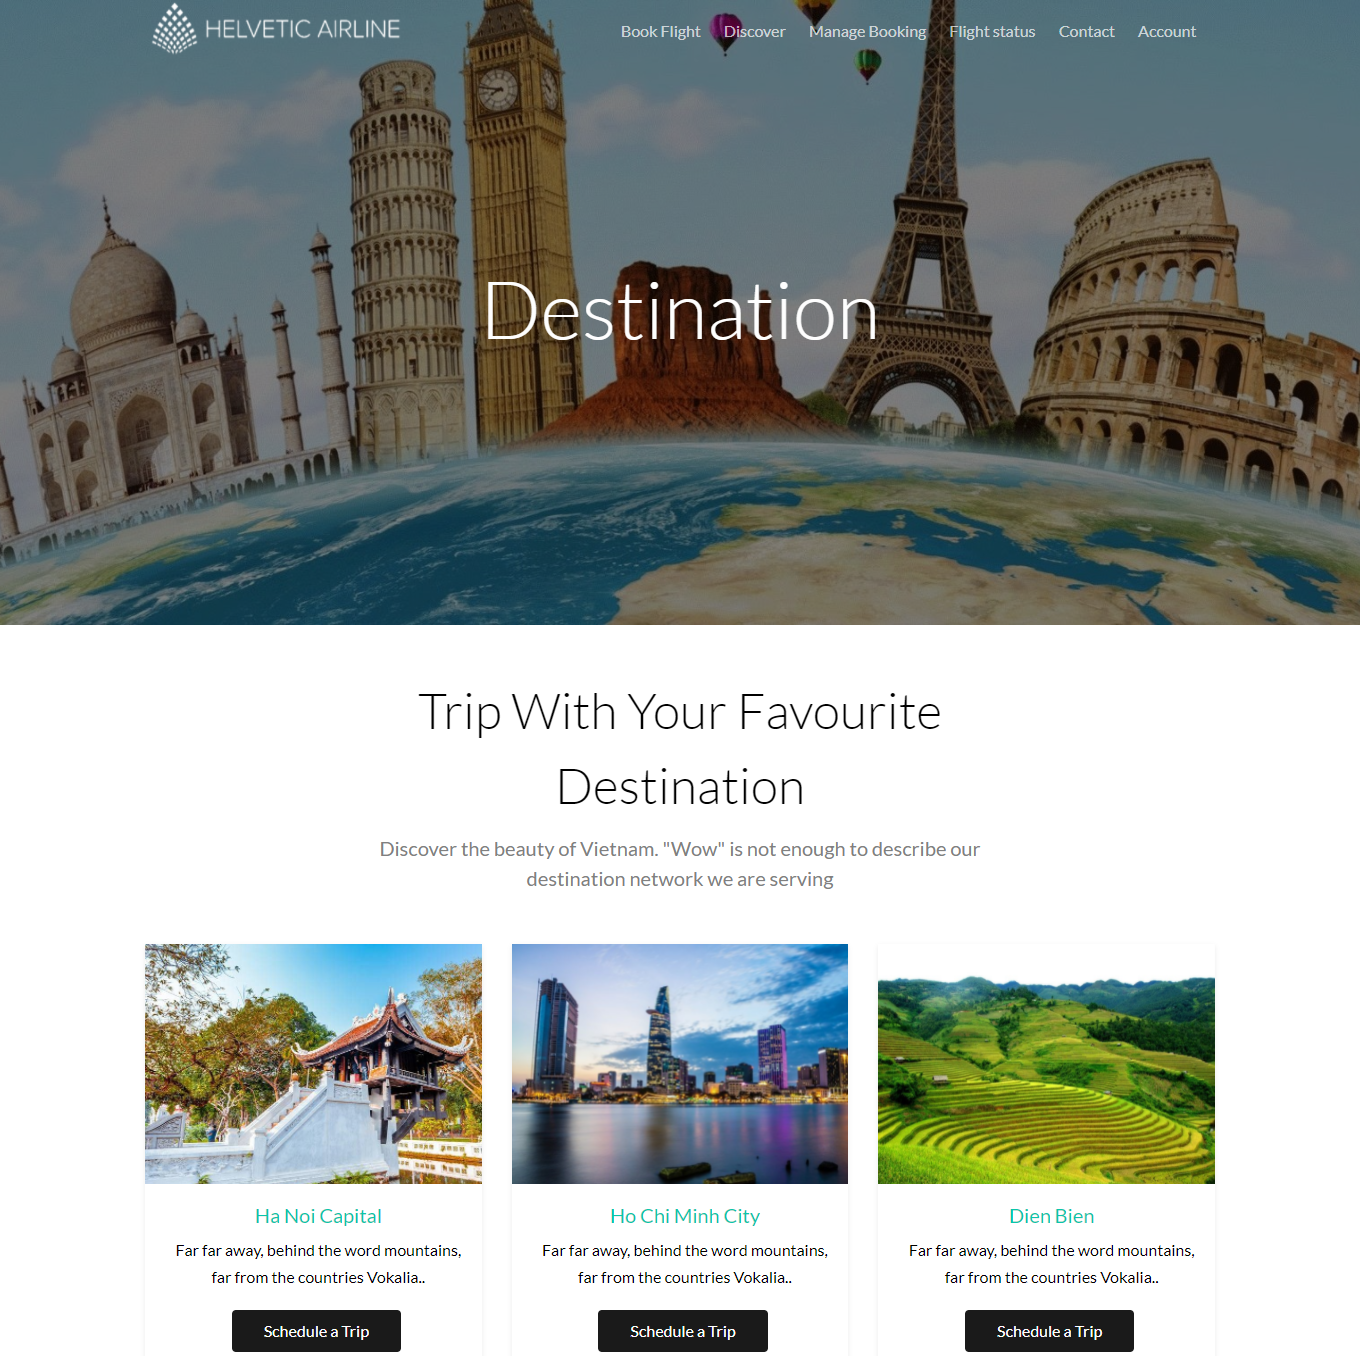 HELVETIC AIRLINE
Book Flight Discover Manage Booking Flight status Contact Account
Destination
Trip With Your Favourite
Destination
Discover the beauty of Vietnam. "Wow" is not enough to describe our
destination network we are serving
Ha Noi Capital
Far far away, behind the word mountains,
far from the countries Vokalia..
Schedule a Trip
Ho Chi Minh City
Far far away, behind the word mountains,
far from the countries Vokalia..
Schedule a Trip
Dien Bien
Far far away, behind the word mountains,
far from the countries Vokalia..
Schedule a Trip